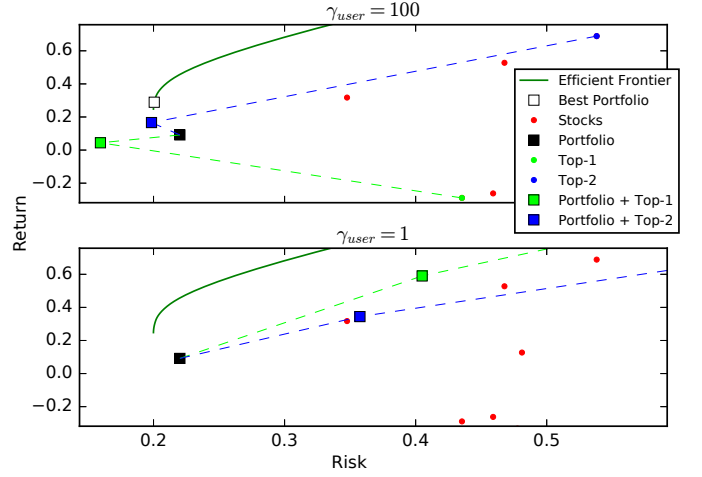 γ_user = 100
0.6
0.4
0.2
0.0
−0.2
Efficient Frontier
Best Portfolio
Stocks
Portfolio
Top-1
Top-2
Portfolio + Top-1
Portfolio + Top-2
Return
γ_user = 1
0.6
0.4
0.2
0.0
−0.2
0.2 0.3 0.4 0.5
Risk